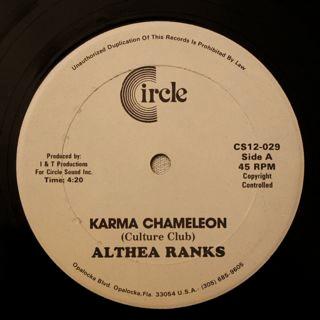 Unauthorized Duplication Of This Records Is Prohibited By Law
Circle
CS12-029
Side A
45 RPM
Copyright
Controlled
Produced by:
I & T Productions
For Circle Sound Inc.
Time: 4:20
KARMA CHAMELEON
(Culture Club)
ALTHEA RANKS
Opalocka Blvd. Opalocka.Fla. 33054 U.S.A.- (305) 685-9605